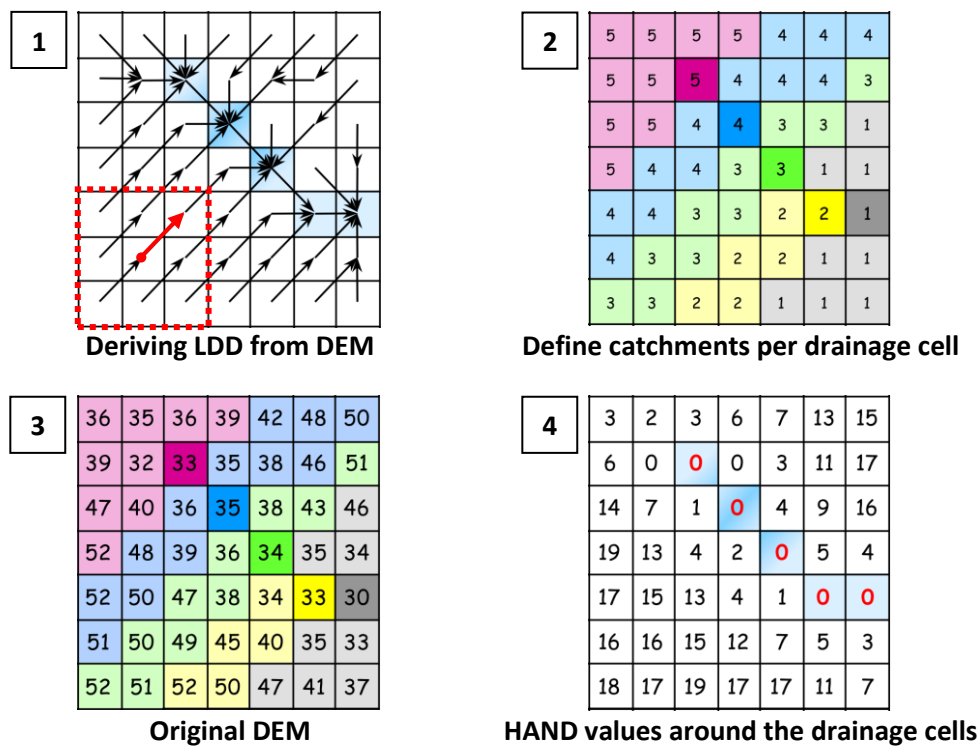 1
Deriving LDD from DEM
2
5 5 5 5 4 4 4
5 5 5 4 4 4 3
5 5 4 4 3 3 1
5 4 4 3 3 1 1
4 4 3 3 2 2 1
4 3 3 2 2 1 1
3 3 2 2 1 1 1
Define catchments per drainage cell
3
36 35 36 39 42 48 50
39 32 33 35 38 46 51
47 40 36 35 38 43 46
52 48 39 36 34 35 34
52 50 47 38 34 33 30
51 50 49 45 40 35 33
52 51 52 50 47 41 37
Original DEM
4
3 2 3 6 7 13 15
6 0 0 0 3 11 17
14 7 1 0 4 9 16
19 13 4 2 0 5 4
17 15 13 4 1 0 0
16 16 15 12 7 5 3
18 17 19 17 17 11 7
HAND values around the drainage cells